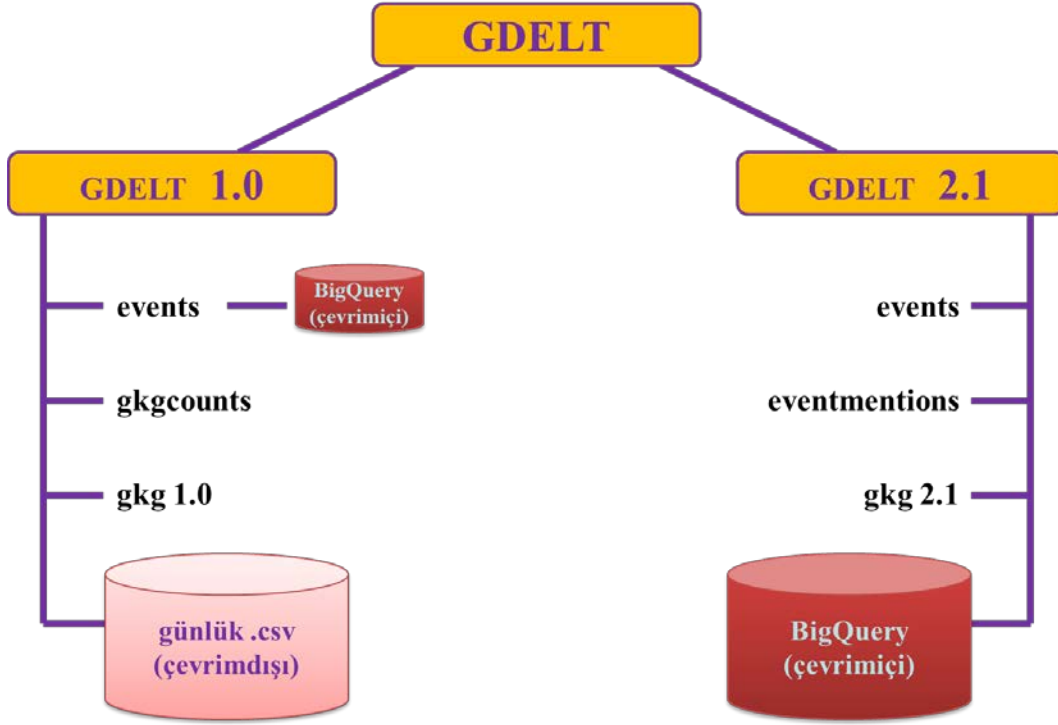 GDELT
GDELT 1.0
events
BigQuery
(çevrimiçi)
gkgcounts
gkg 1.0
günlük .csv
(çevrimdışı)
GDELT 2.1
events
eventmentions
gkg 2.1
BigQuery
(çevrimiçi)